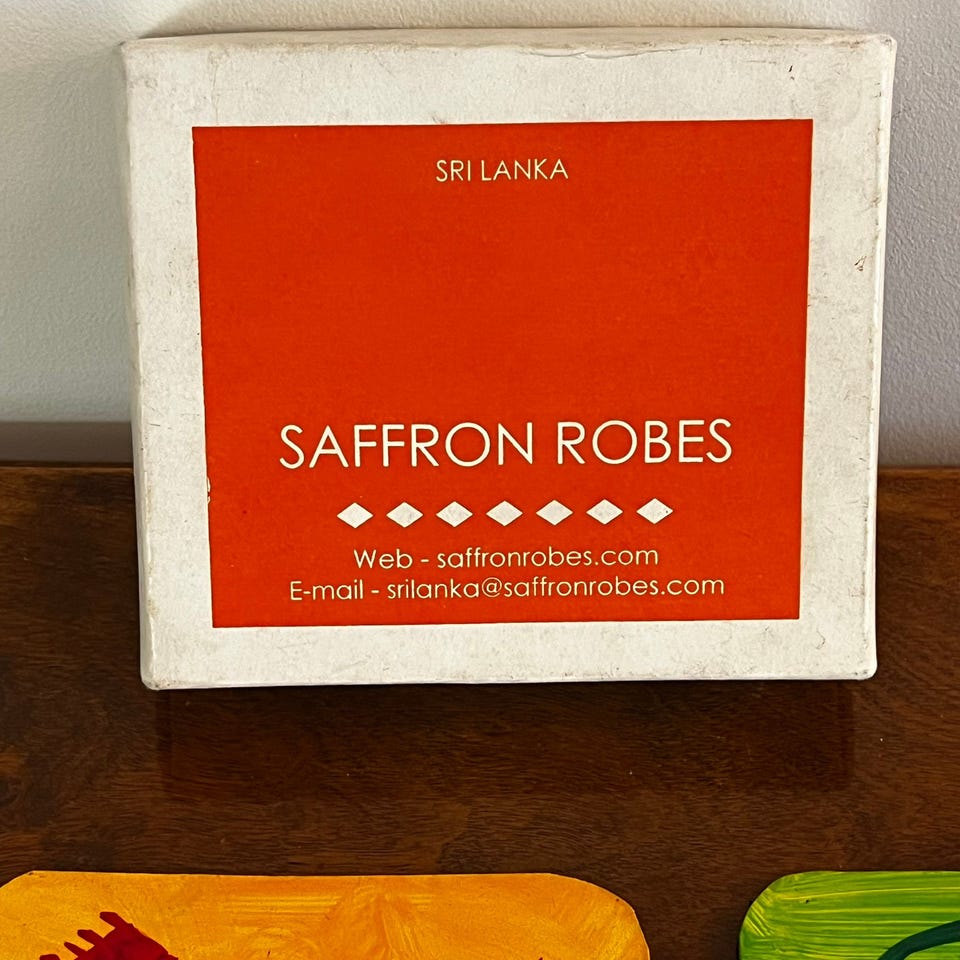 SRI LANKA
SAFFRON ROBES
Web - saffronrobes.com
E-mail - srilanka@saffronrobes.com